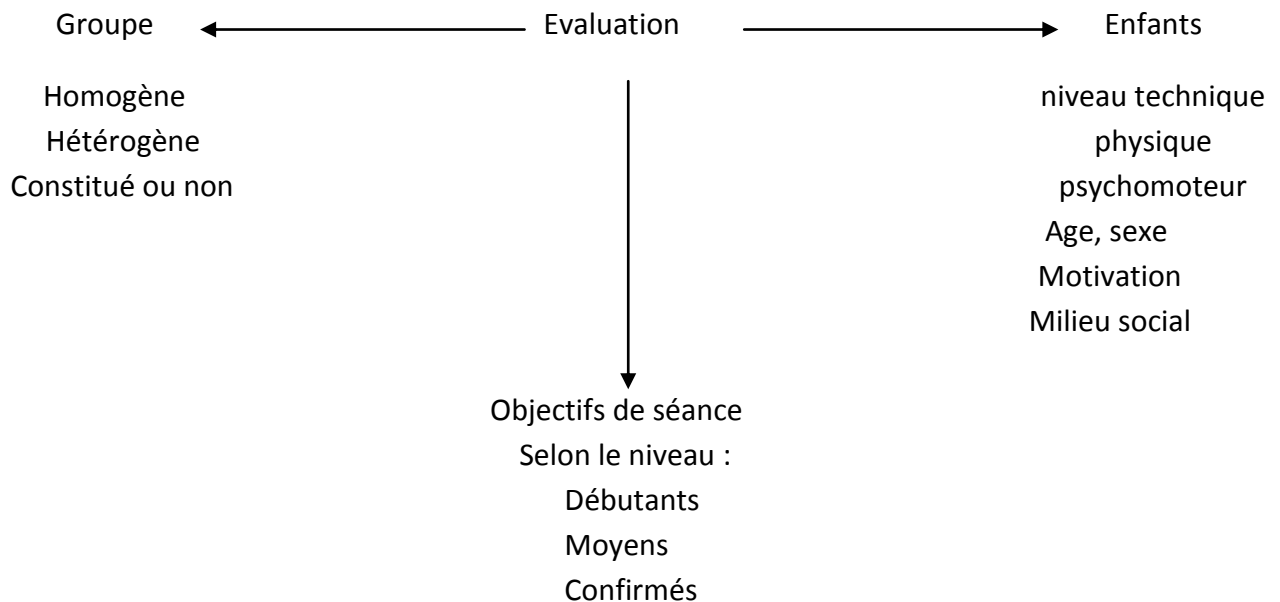 Groupe
Homogène
Hétérogène
Constitué ou non
Evaluation
Enfants
niveau technique
physique
psychomoteur
Age, sexe
Motivation
Milieu social
Objectifs de séance
Selon le niveau :
Débutants
Moyens
Confirmés